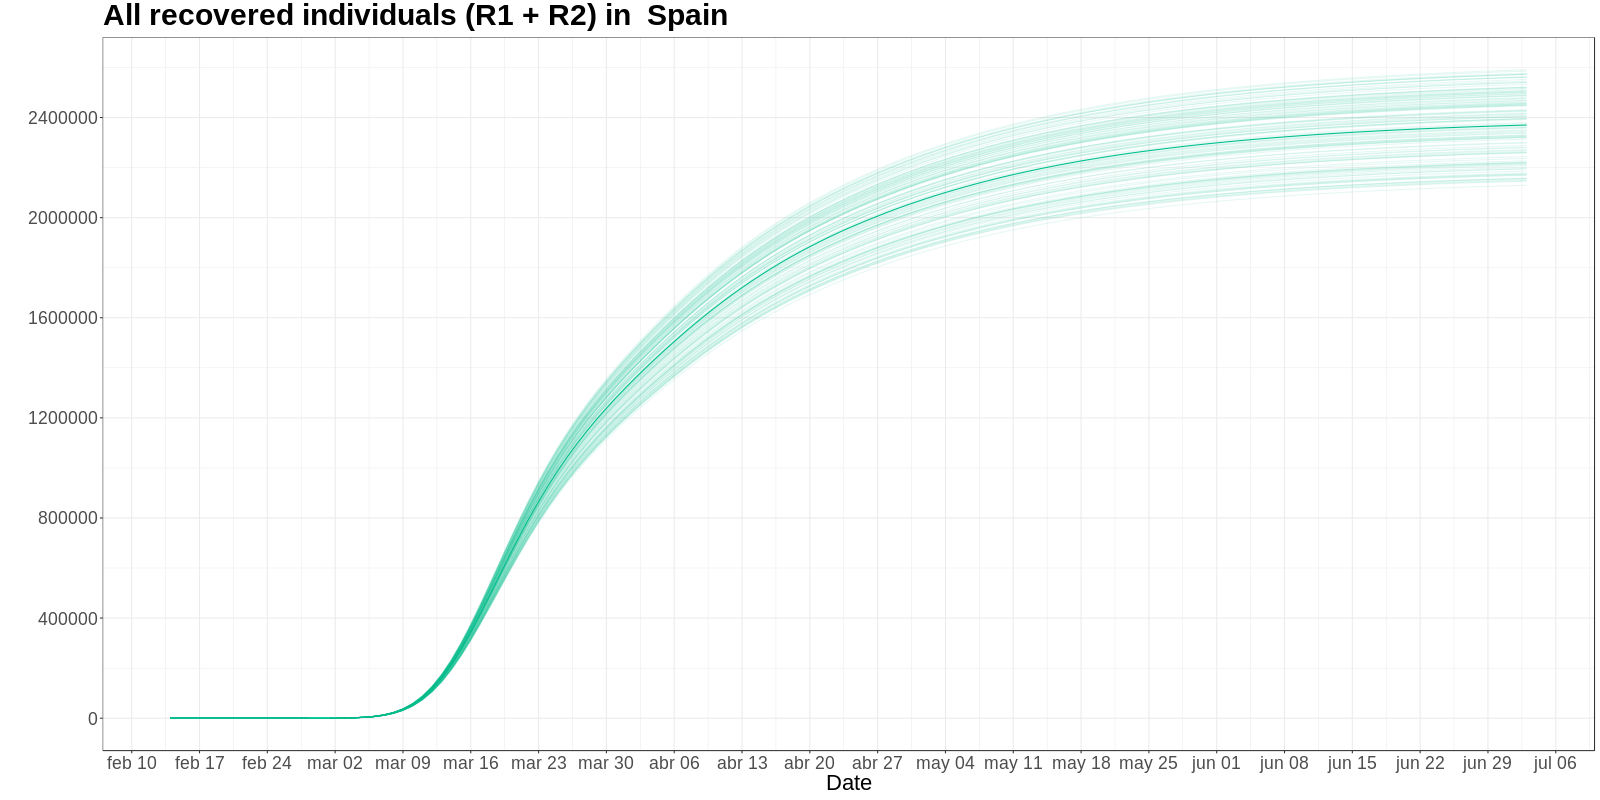 All recovered individuals (R1 + R2) in  Spain
2400000
2000000
1600000
1200000
800000
400000
0
feb 10 feb 17 feb 24 mar 02 mar 09 mar 16 mar 23 mar 30 abr 06 abr 13 abr 20 abr 27 may 04 may 11 may 18 may 25 jun 01 jun 08 jun 15 jun 22 jun 29 jul 06
Date